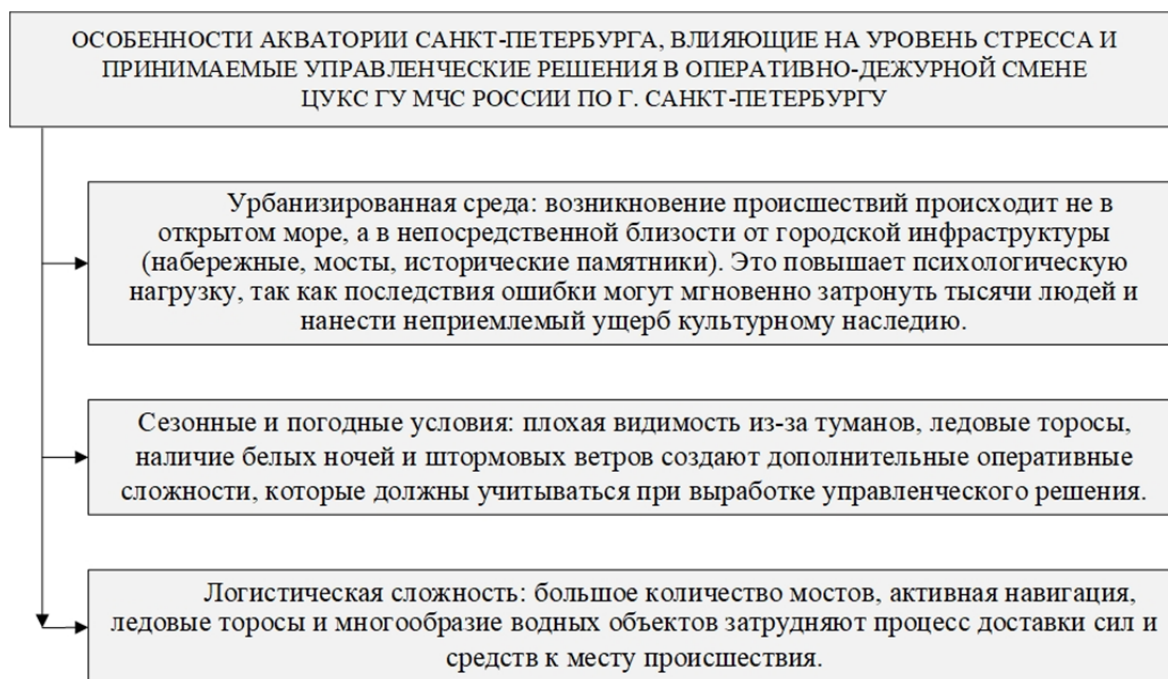 ОСОБЕННОСТИ АКВАТОРИИ САНКТ-ПЕТЕРБУРГА, ВЛИЯЮЩИЕ НА УРОВЕНЬ СТРЕССА И
ПРИНИМАЕМЫЕ УПРАВЛЕНЧЕСКИЕ РЕШЕНИЯ В ОПЕРАТИВНО-ДЕЖУРНОЙ СМЕНЕ
ЦУКС ГУ МЧС РОССИИ ПО Г. САНКТ-ПЕТЕРБУРГУ
Урбанизированная среда: возникновение происшествий происходит не в
открытом море, а в непосредственной близости от городской инфраструктуры
(набережные, мосты, исторические памятники). Это повышает психологическую
нагрузку, так как последствия ошибки могут мгновенно затронуть тысячи людей и
нанести неприемлемый ущерб культурному наследию.
Сезонные и погодные условия: плохая видимость из-за туманов, ледовые торосы,
наличие белых ночей и штормовых ветров создают дополнительные оперативные
сложности, которые должны учитываться при выработке управленческого решения.
Логистическая сложность: большое количество мостов, активная навигация,
ледовые торосы и многообразие водных объектов затрудняют процесс доставки сил и
средств к месту происшествия.